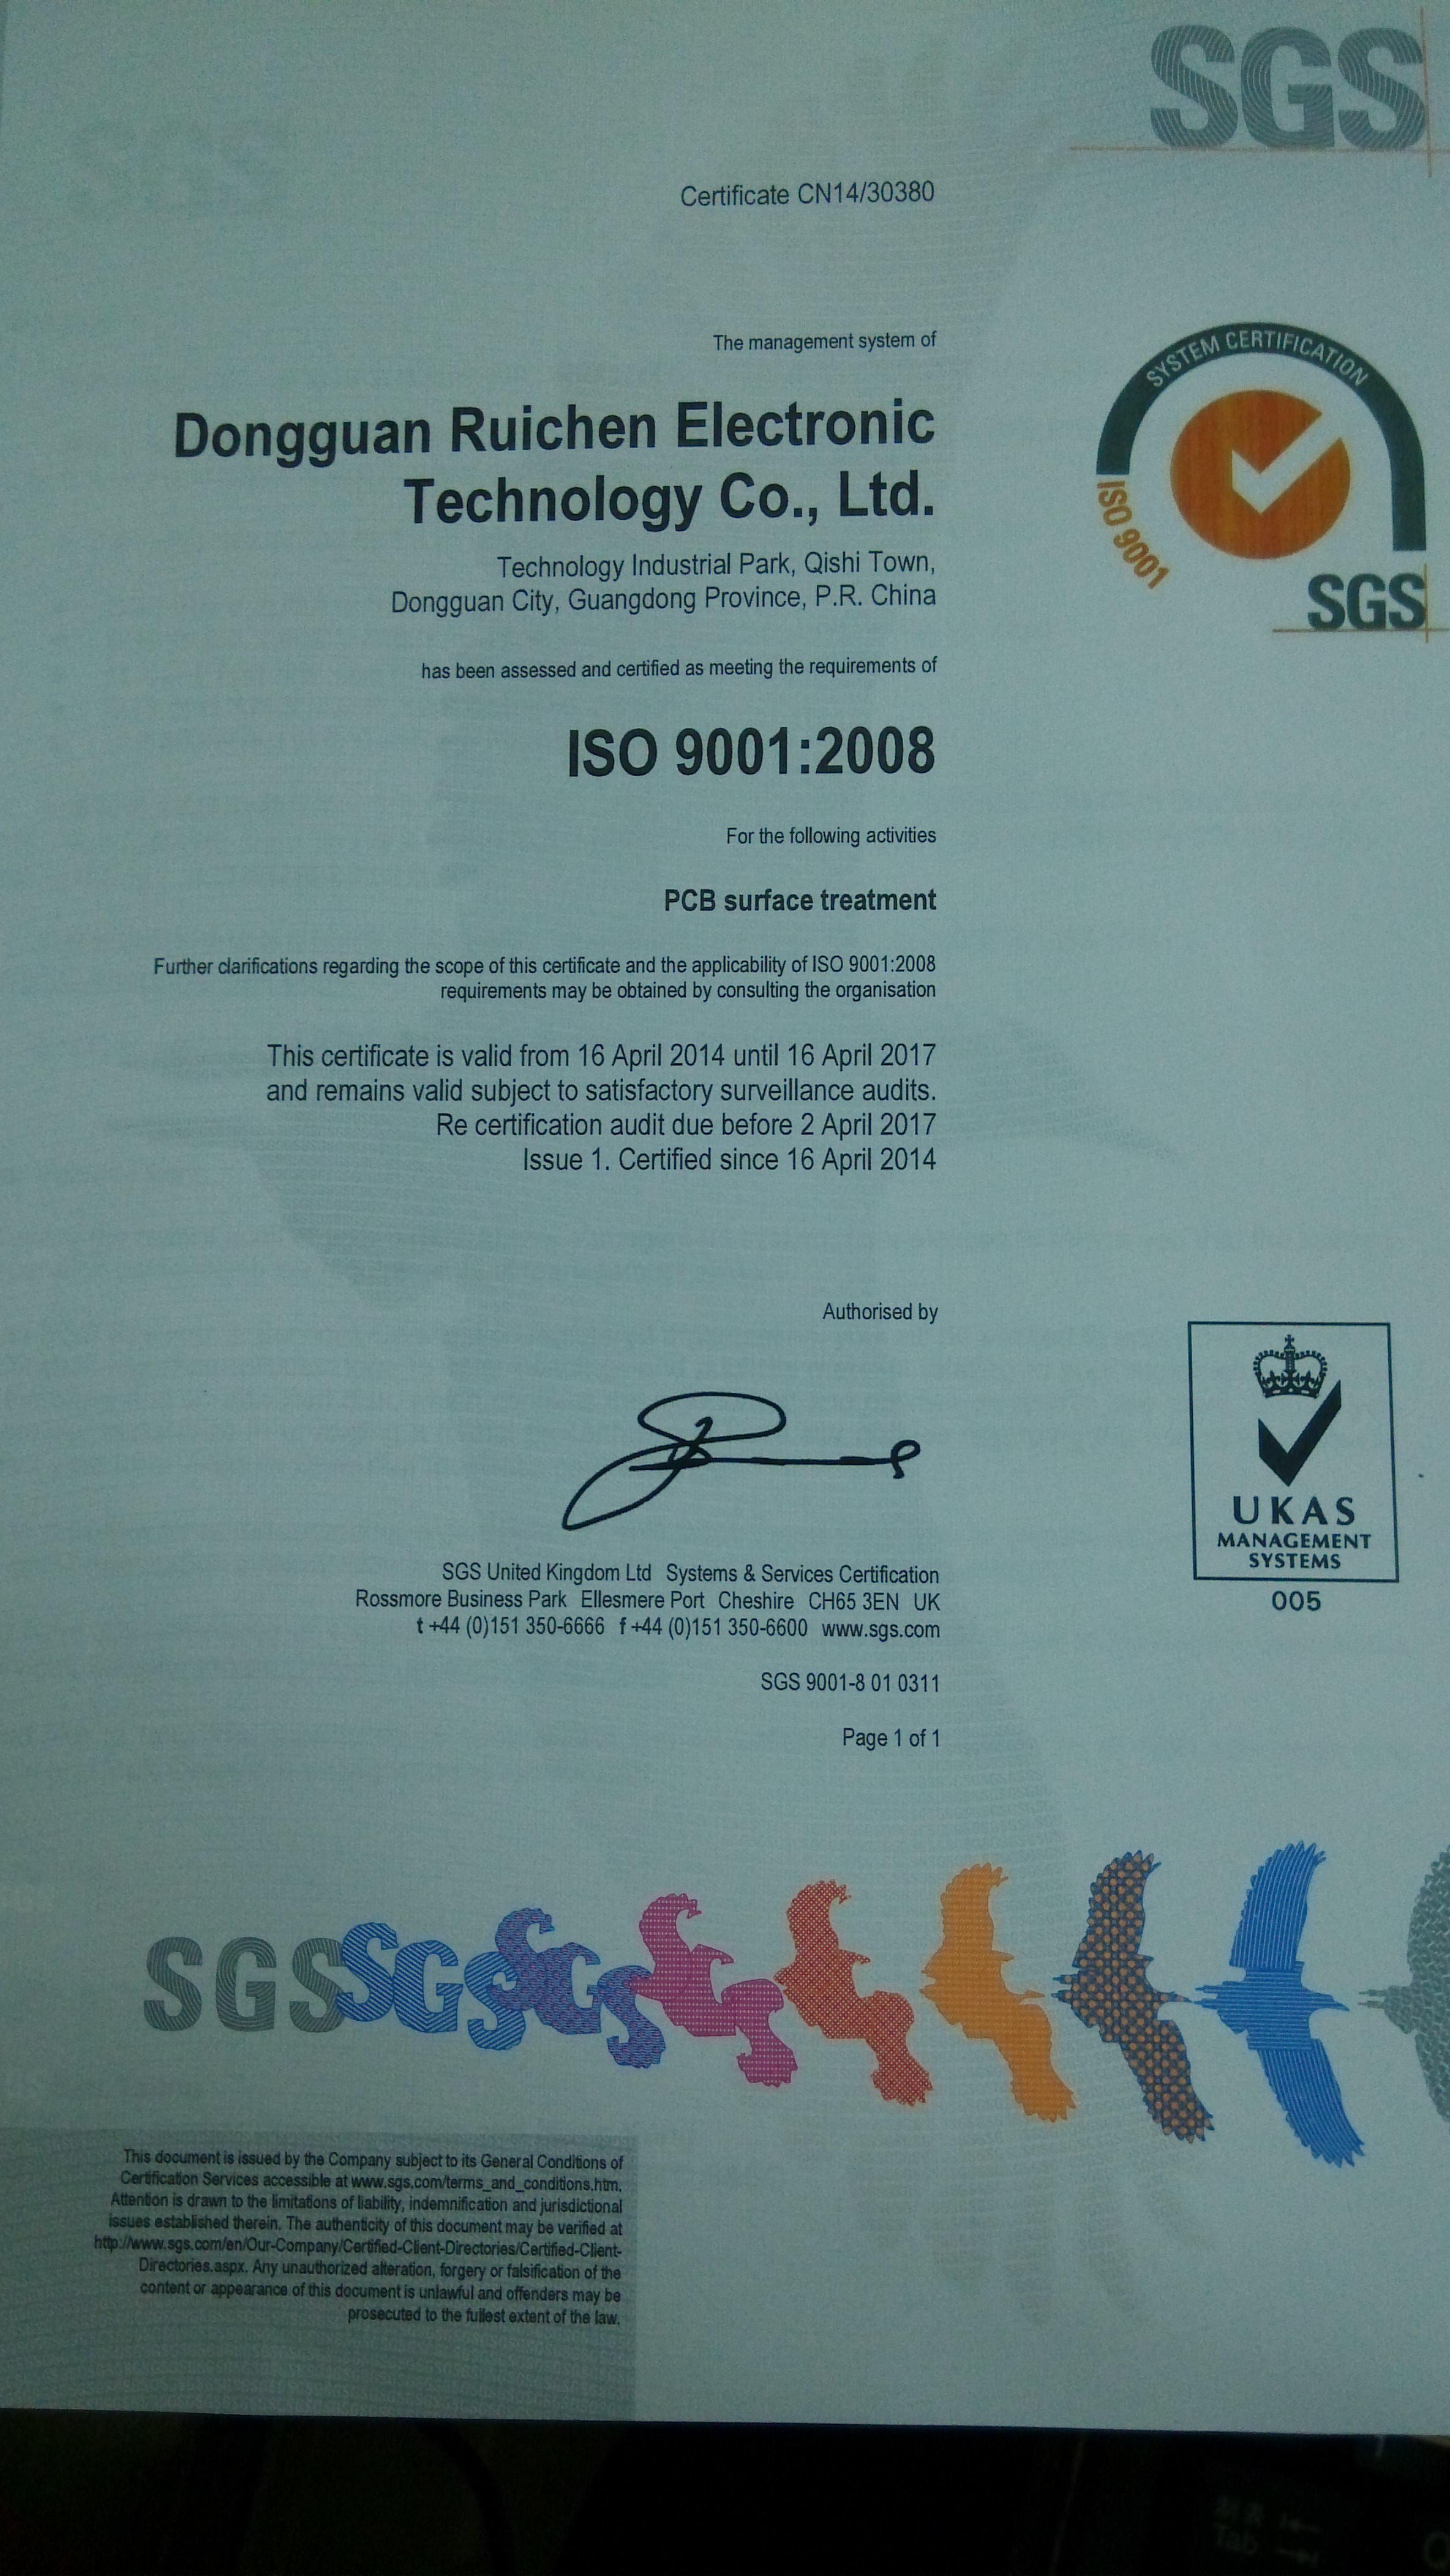 SGS
Certificate CN14/30380
The management system of
Dongguan Ruichen Electronic
Technology Co., Ltd.
Technology Industrial Park, Qishi Town,
Dongguan City, Guangdong Province, P.R. China
SYSTEM CERTIFICATION
ISO 9001
SGS
has been assessed and certified as meeting the requirements of
ISO 9001:2008
For the following activities
PCB surface treatment
Further clarifications regarding the scope of this certificate and the applicability of ISO 9001:2008
requirements may be obtained by consulting the organisation
This certificate is valid from 16 April 2014 until 16 April 2017
and remains valid subject to satisfactory surveillance audits.
Re certification audit due before 2 April 2017
Issue 1. Certified since 16 April 2014
Authorised by
UKAS
MANAGEMENT
SYSTEMS
005
SGS United Kingdom Ltd Systems & Services Certification
Rossmore Business Park Ellesmere Port Cheshire CH65 3EN UK
t +44 (0)151 350-6666 f +44 (0)151 350-6600 www.sgs.com
SGS 9001-8 01 0311
Page 1 of 1
SGS SGS SGS
This document is issued by the Company subject to its General Conditions of
Certification Services accessible at www.sgs.com/terms_and_conditions.htm.
Attention is drawn to the limitations of liability, indemnification and jurisdictional
issues established therein. The authenticity of this document may be verified at
http://www.sgs.com/en/Our-Company/Certified-Client-Directories/Certified-Client-
Directories.aspx. Any unauthorized alteration, forgery or falsification of the
content or appearance of this document is unlawful and offenders may be
prosecuted to the fullest extent of the law.
Tab